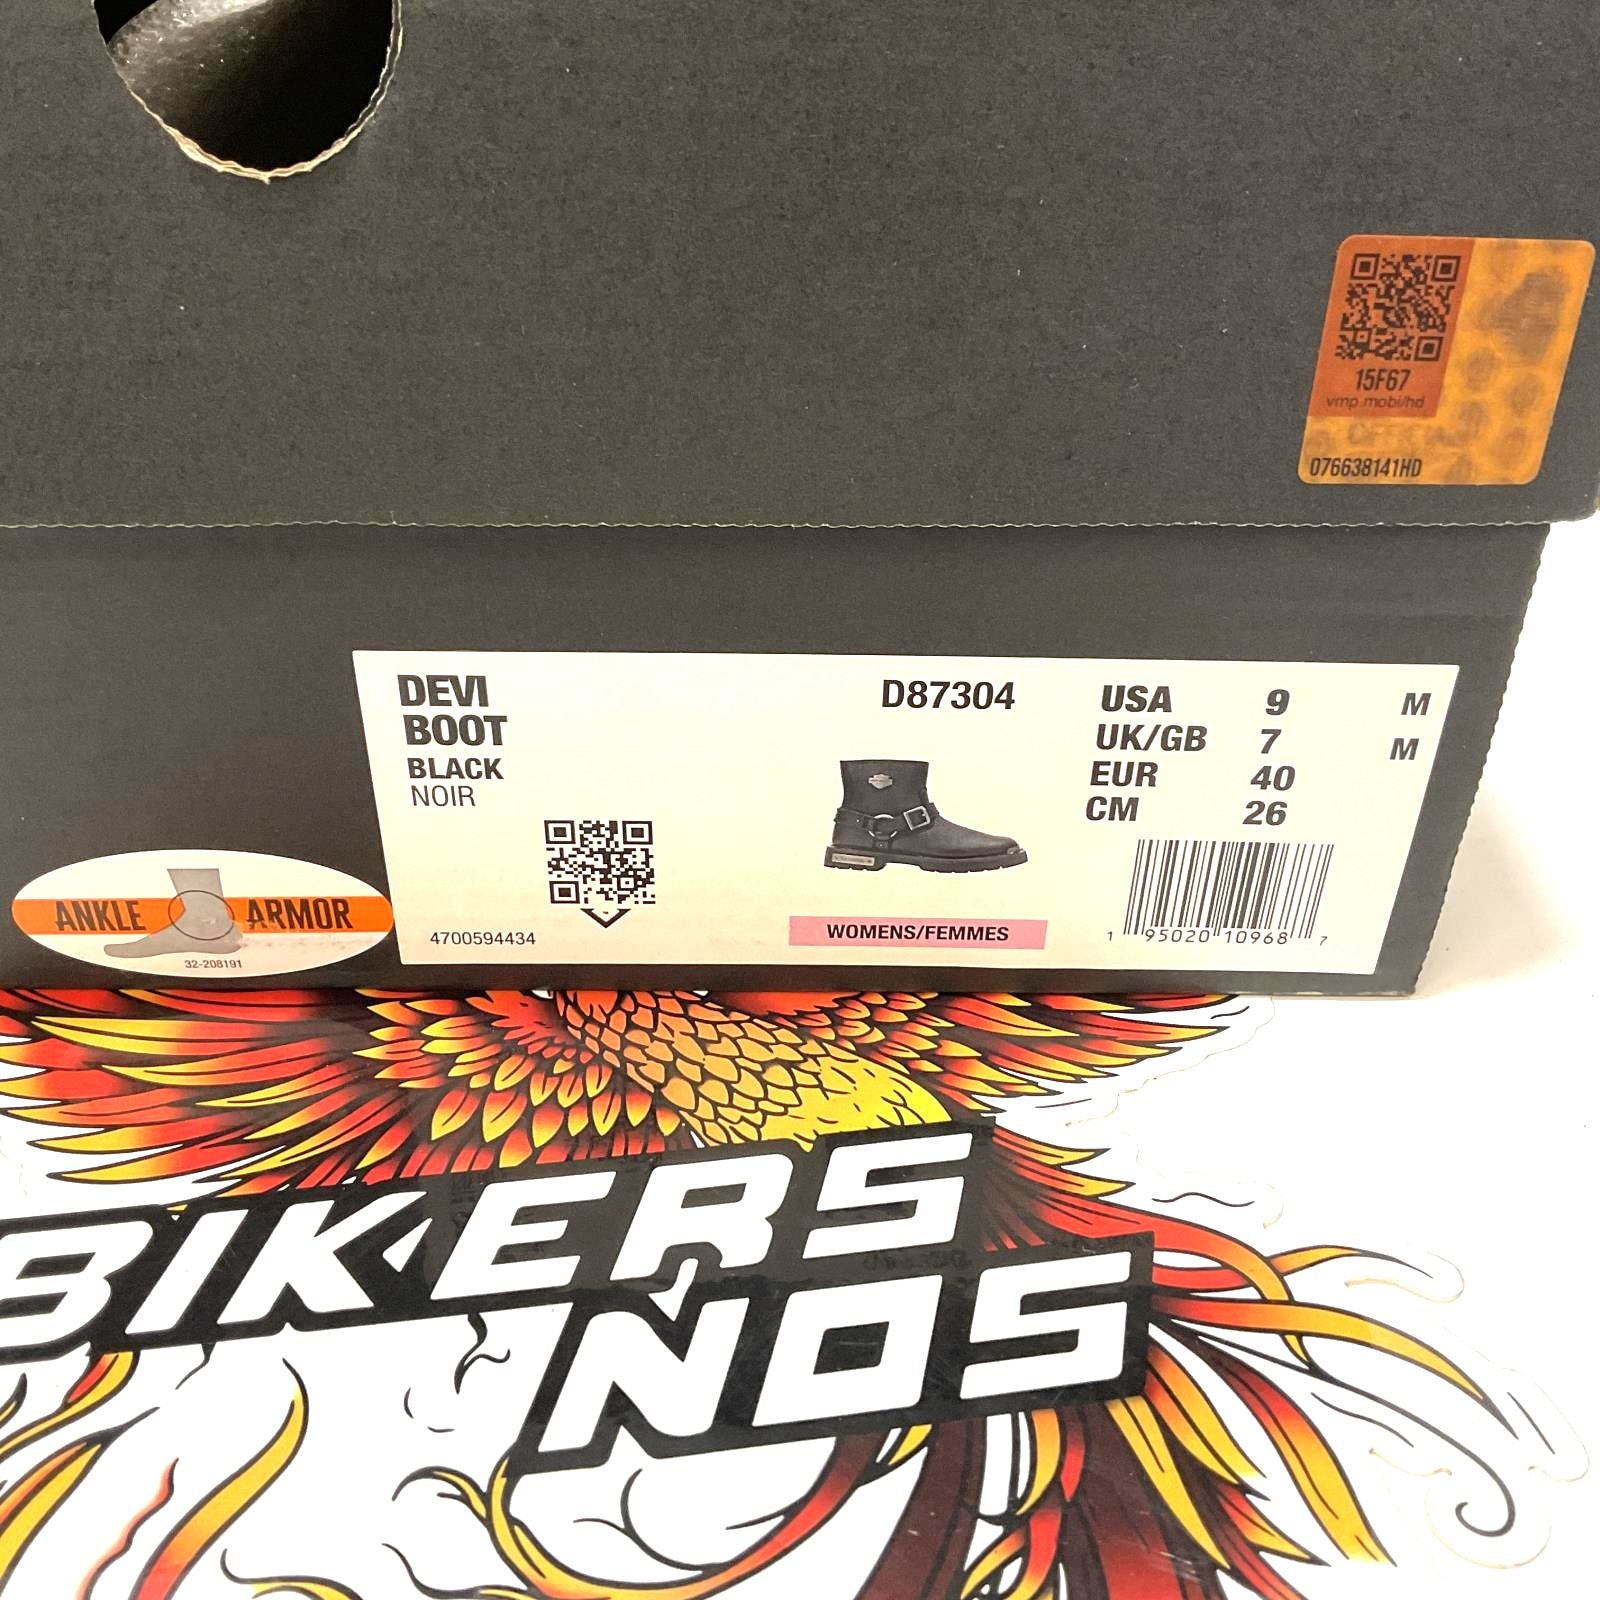 15F67
vmp.mobi/hd
076638141HD
DEVI
BOOT
BLACK
NOIR
4700594434
D87304
WOMENS/FEMMES
USA 9 M
UK/GB 7 M
EUR 40
CM 26
1 95020 10968 7
ANKLE ARMOR
32-208191
BIKERS
NOS